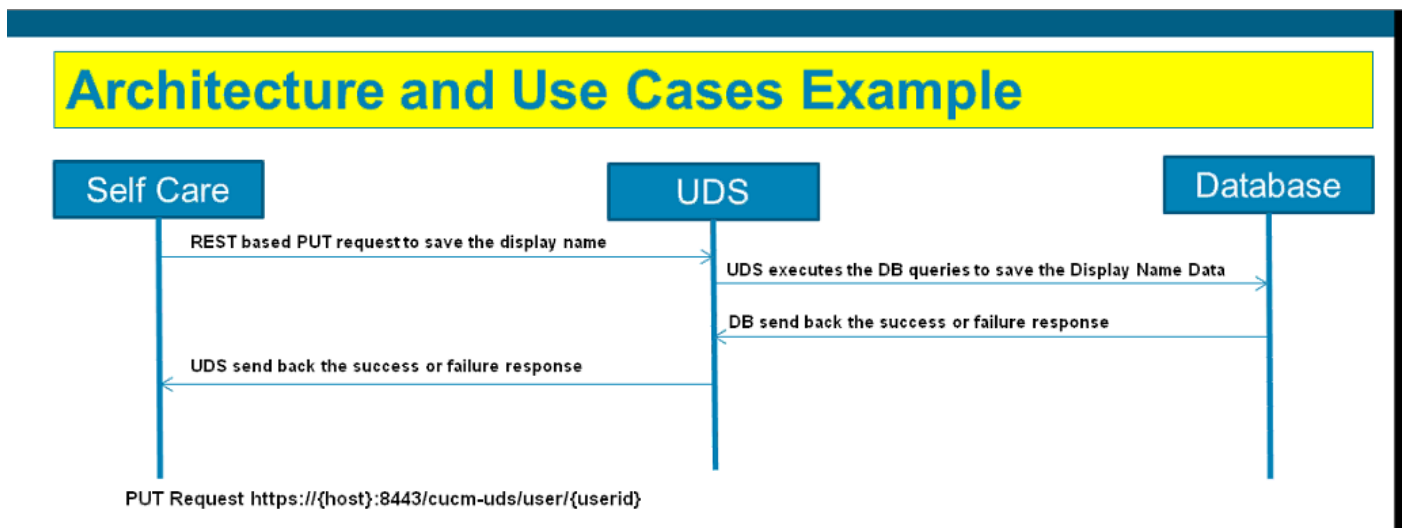 Architecture and Use Cases Example
Self Care
UDS
Database
REST based PUT request to save the display name
UDS executes the DB queries to save the Display Name Data
DB send back the success or failure response
UDS send back the success or failure response
PUT Request https://{host}:8443/cucm-uds/user/{userid}